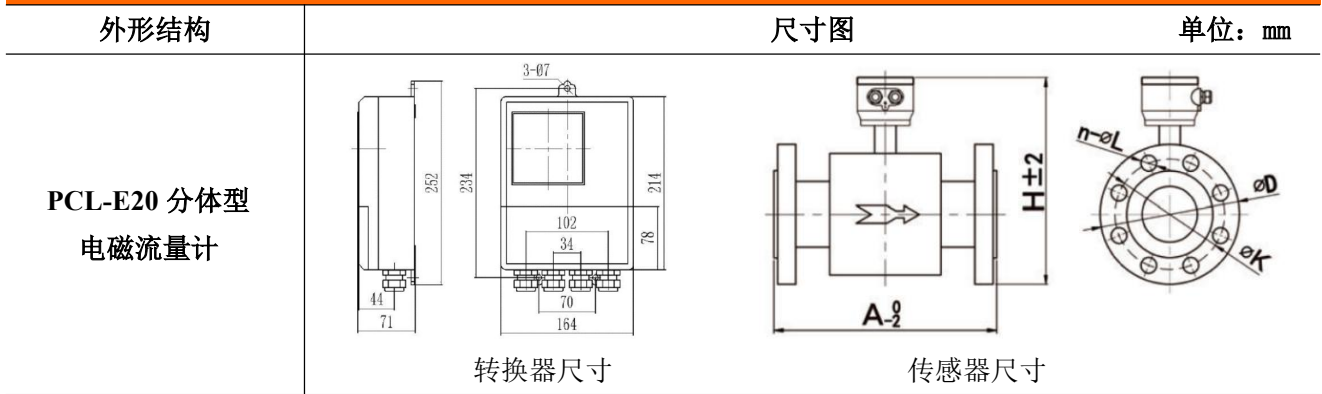 外形结构
尺寸图
单位：mm
PCL-E20 分体型
电磁流量计
3-Ø7
252
234
214
78
102
34
44
71
70
164
转换器尺寸
H±2
A-2 0
n-øL
øD
øK
传感器尺寸